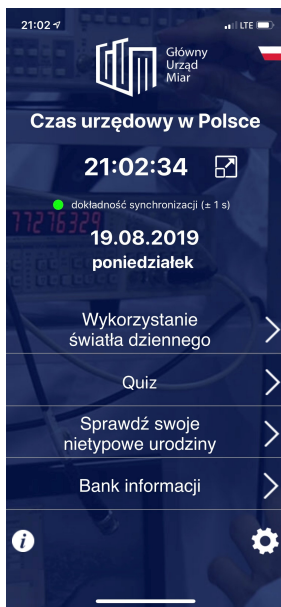 21:02
LTE
Główny
Urząd
Miar
Czas urzędowy w Polsce
21:02:34
dokładność synchronizacji (± 1 s)
77276329
19.08.2019
poniedziałek
Wykorzystanie
światła dziennego
Quiz
Sprawdź swoje
nietypowe urodziny
Bank informacji
i